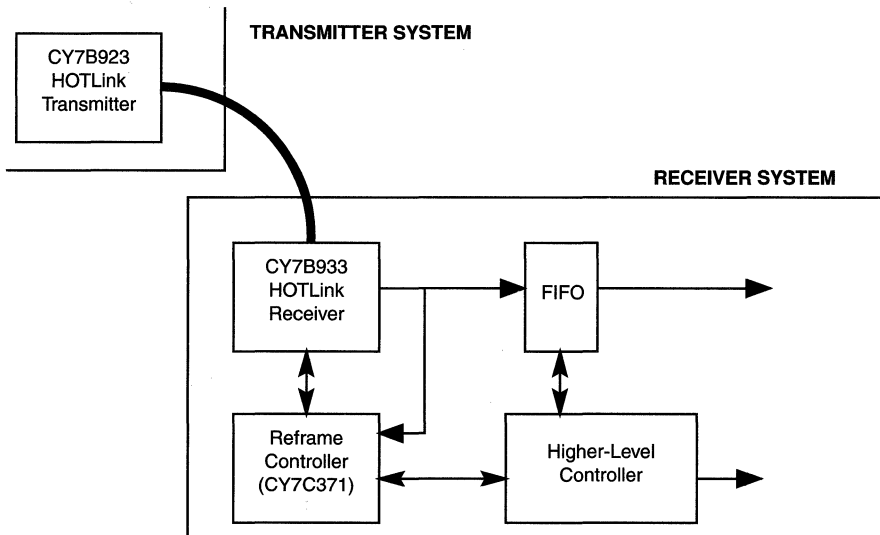 TRANSMITTER SYSTEM
CY7B923
HOTLink
Transmitter
RECEIVER SYSTEM
CY7B933
HOTLink
Receiver
FIFO
Reframe
Controller
(CY7C371)
Higher-Level
Controller